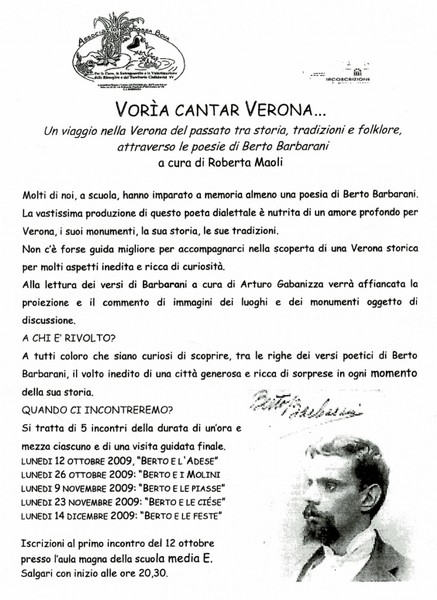 VORÌA CANTAR VERONA...
Un viaggio nella Verona del passato tra storia, tradizioni e folklore,
attraverso le poesie di Berto Barbarani
a cura di Roberta Maoli
Molti di noi, a scuola, hanno imparato a memoria almeno una poesia di Berto Barbarani.
La vastissima produzione di questo poeta dialettale è nutrita di un amore profondo per
Verona, i suoi monumenti, la sua storia, le sue tradizioni.
Non c'è forse guida migliore per accompagnarci nella scoperta di una Verona storica
per molti aspetti inedita e ricca di curiosità.
Alla lettura dei versi di Barbarani a cura di Arturo Gabanizza verrà affiancata la
proiezione e il commento di immagini dei luoghi e dei monumenti oggetto di
discussione.
A CHI E' RIVOLTO?
A tutti coloro che siano curiosi di scoprire, tra le righe dei versi poetici di Berto
Barbarani, il volto inedito di una città generosa e ricca di sorprese in ogni momento
della sua storia.
QUANDO CI INCONTREREMO?
Si tratta di 5 incontri della durata di un'ora e
mezza ciascuno e di una visita guidata finale.
LUNEDI 12 OTTOBRE 2009, "BERTO E L'ADESE"
LUNEDI 26 OTTOBRE 2009: "BERTO E I MOLINI
LUNEDI 9 NOVEMBRE 2009: "BERTO E LE PIASSE"
LUNEDI 23 NOVEMBRE 2009: "BERTO E LE CIÉSE"
LUNEDI 14 DICEMBRE 2009: "BERTO E LE FESTE"
Berto Barbarani
Iscrizioni al primo incontro del 12 ottobre
presso l'aula magna della scuola media E.
Salgari con inizio alle ore 20,30.